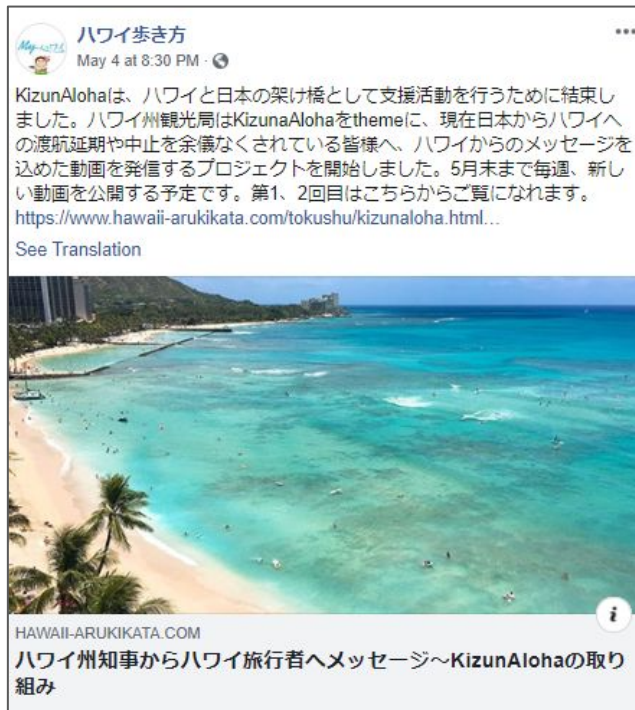 ハワイ歩き方
May 4 at 8:30 PM ·
KizunAlohaは、ハワイと日本の架け橋として支援活動を行うために結束し
ました。ハワイ州観光局はKizunaAlohaをthemeに、現在日本からハワイへ
の渡航延期や中止を余儀なくされている皆様へ、ハワイからのメッセージを
込めた動画を発信するプロジェクトを開始しました。5月末まで毎週、新し
い動画を公開する予定です。第1、2回目はこちらからご覧になれます。
https://www.hawaii-arukikata.com/tokushu/kizunaloha.html…
See Translation
HAWAII-ARUKIKATA.COM
ハワイ州知事からハワイ旅行者へメッセージ～KizunAlohaの取り
組み